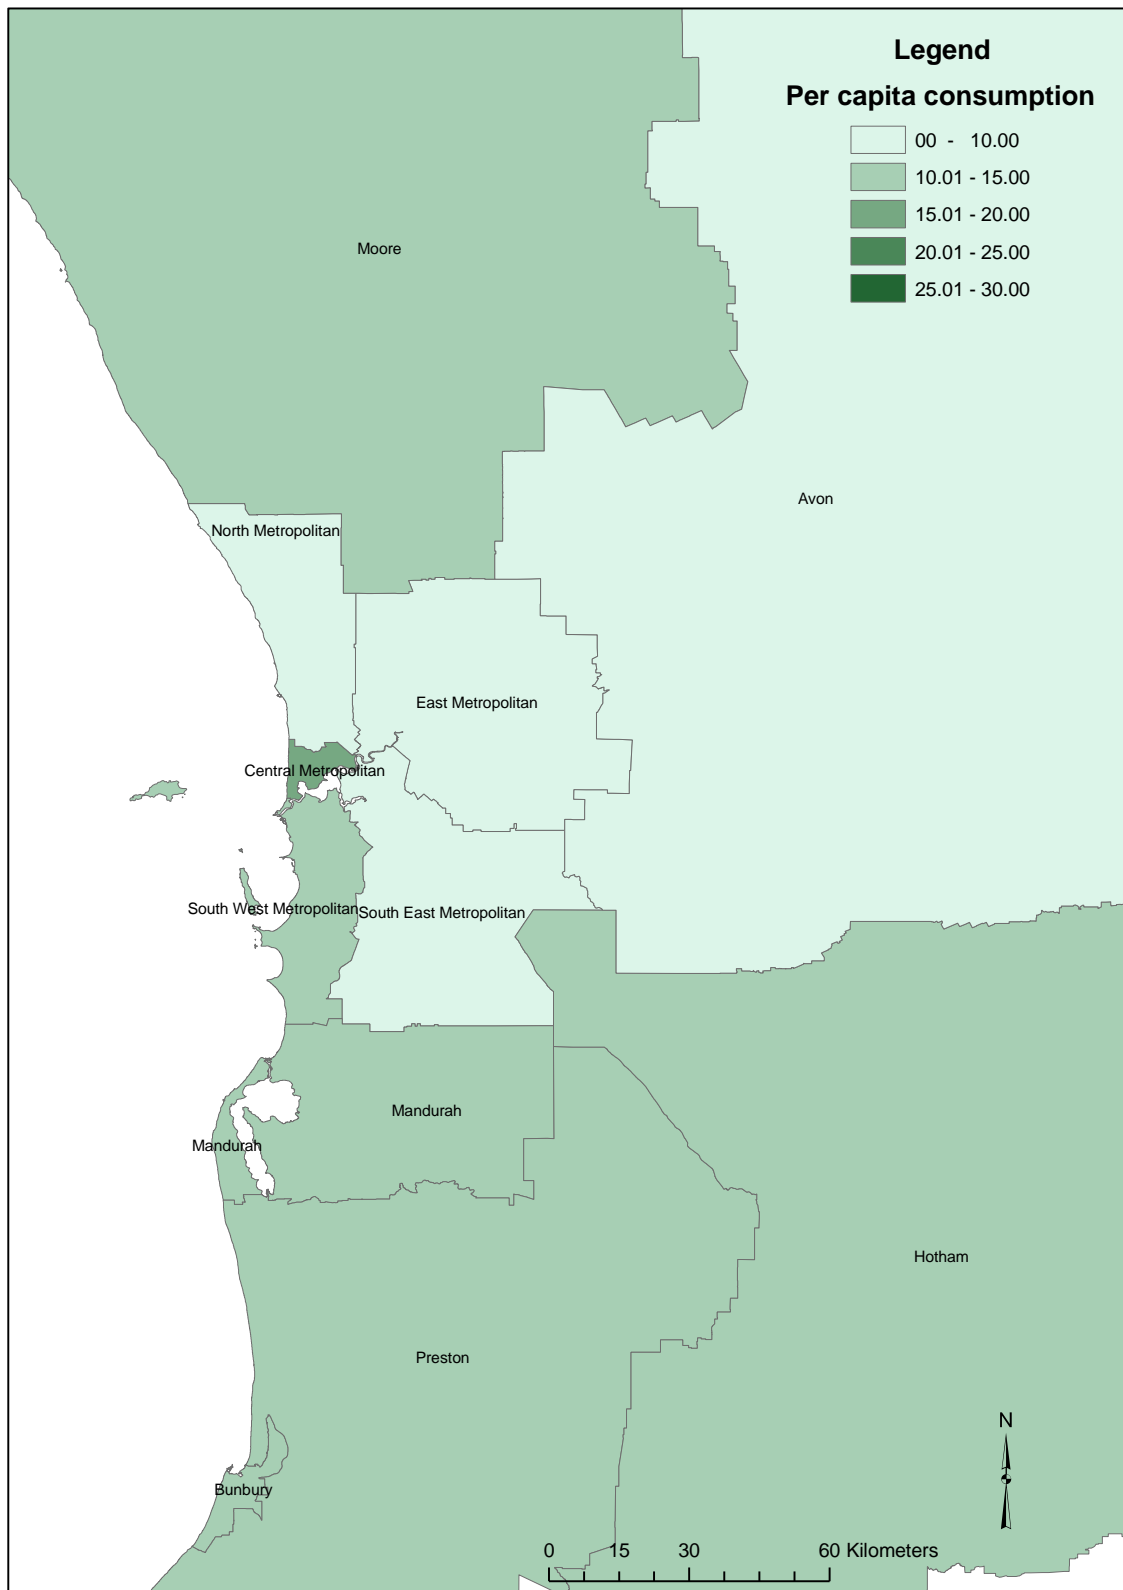 Legend
Per capita consumption
00 - 10.00
10.01 - 15.00
15.01 - 20.00
20.01 - 25.00
25.01 - 30.00
Moore
Avon
North Metropolitan
East Metropolitan
Central Metropolitan
South West Metropolitan
South East Metropolitan
Mandurah
Mandurah
Hotham
Preston
N
Bunbury
0 15 30 60 Kilometers